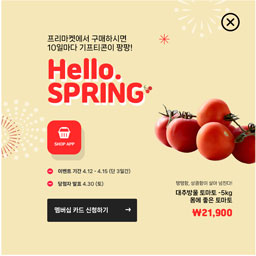 프리마켓에서 구매하시면
10일마다 기프티콘이 팡팡!
Hello.
SPRING
SHOP APP
이벤트 기간 4.12 - 4.15 (단 3일간)
당첨자 발표 4.30 (토)
멤버십 카드 신청하기
탱탱함, 싱싱함이 살아 넘친다!
대추방울 토마토 -5kg
몸에 좋은 토마토
₩21,900